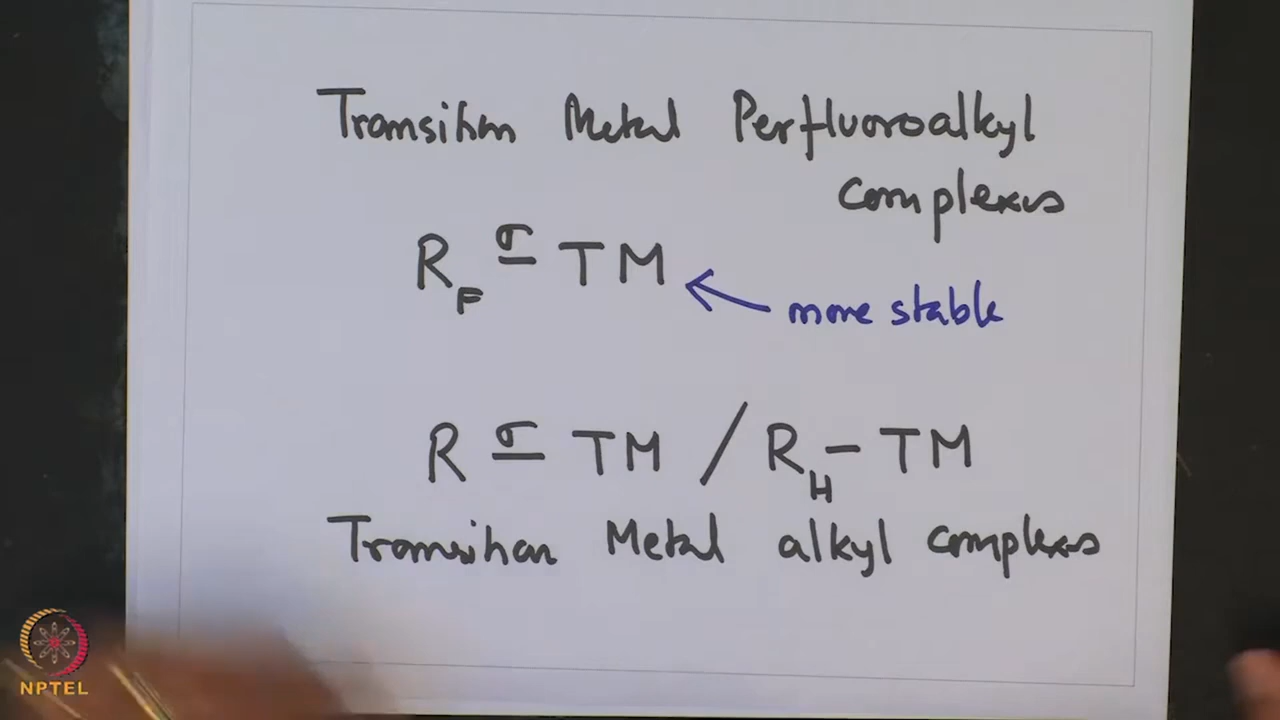 Transition Metal Perfluoroalkyl
complexes
R_F σ– TM
more stable
R σ– TM / R_H – TM
Transition Metal alkyl complexes
NPTEL